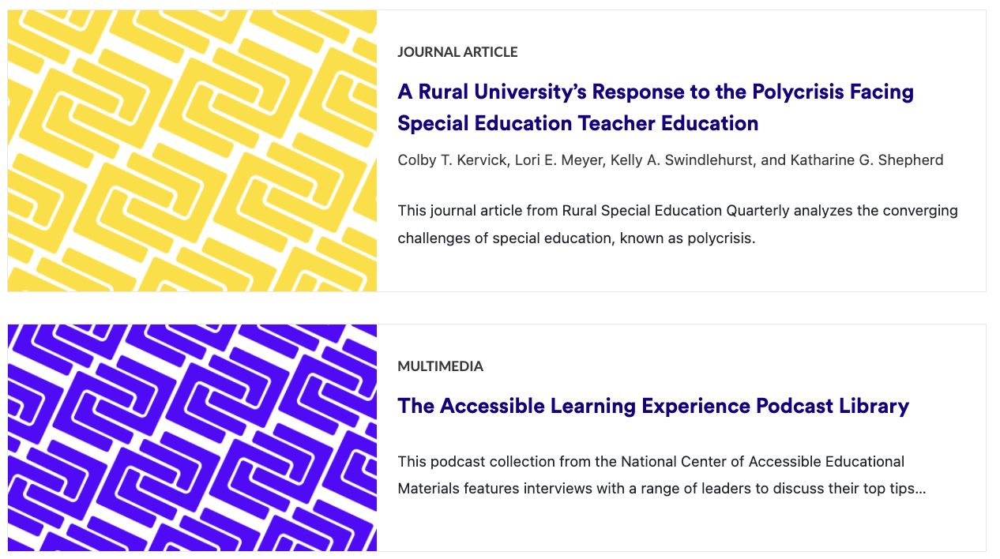 JOURNAL ARTICLE
A Rural University’s Response to the Polycrisis Facing
Special Education Teacher Education
Colby T. Kervick, Lori E. Meyer, Kelly A. Swindlehurst, and Katharine G. Shepherd
This journal article from Rural Special Education Quarterly analyzes the converging
challenges of special education, known as polycrisis.
MULTIMEDIA
The Accessible Learning Experience Podcast Library
This podcast collection from the National Center of Accessible Educational
Materials features interviews with a range of leaders to discuss their top tips...